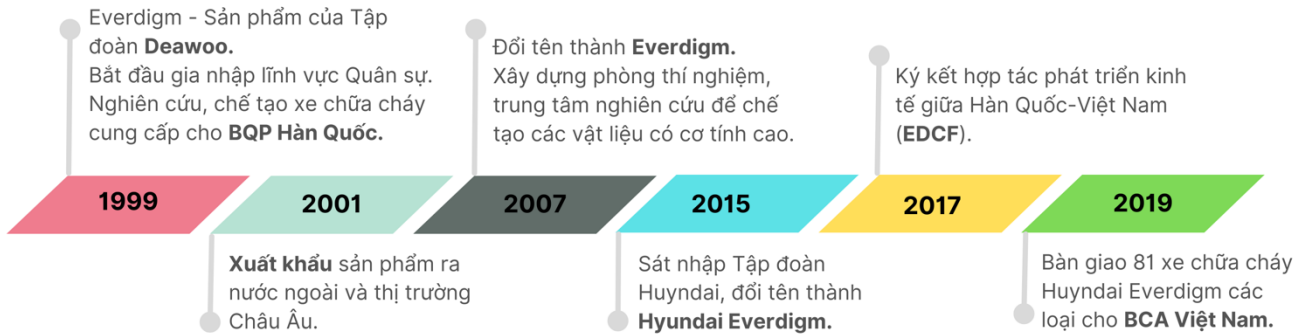 Everdigm - Sản phẩm của Tập
đoàn Deawoo.
Bắt đầu gia nhập lĩnh vực Quân sự.
Nghiên cứu, chế tạo xe chữa cháy
cung cấp cho BQP Hàn Quốc.
Đổi tên thành Everdigm.
Xây dựng phòng thí nghiệm,
trung tâm nghiên cứu để chế
tạo các vật liệu có cơ tính cao.
Ký kết hợp tác phát triển kinh
tế giữa Hàn Quốc-Việt Nam
(EDCF).
1999
2001
2007
2015
2017
2019
Xuất khẩu sản phẩm ra
nước ngoài và thị trường
Châu Âu.
Sát nhập Tập đoàn
Huyndai, đổi tên thành
Hyundai Everdigm.
Bàn giao 81 xe chữa cháy
Huyndai Everdigm các
loại cho BCA Việt Nam.